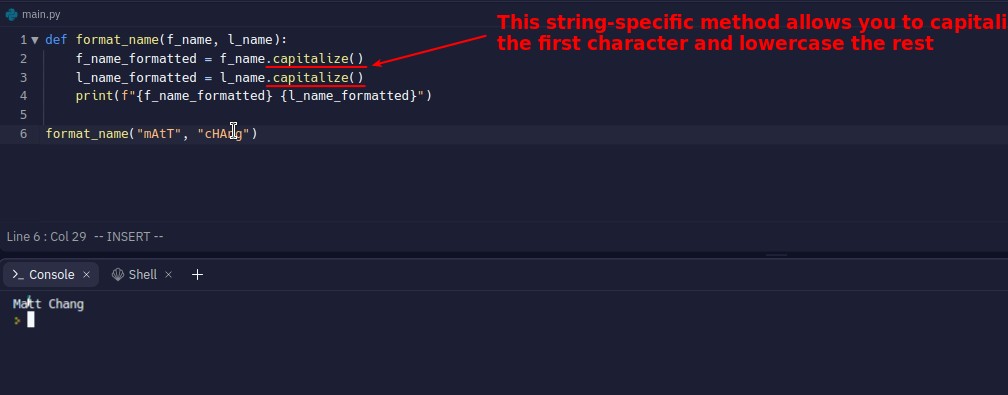 main.py
This string-specific method allows you to capitali
the first character and lowercase the rest
1 def format_name(f_name, l_name):
2 f_name_formatted = f_name.capitalize()
3 l_name_formatted = l_name.capitalize()
4 print(f"{f_name_formatted} {l_name_formatted}")
5
6 format_name("mAtT", "cHAng")
Line 6 : Col 29 -- INSERT --
>_ Console × Shell × +
Matt Chang
>